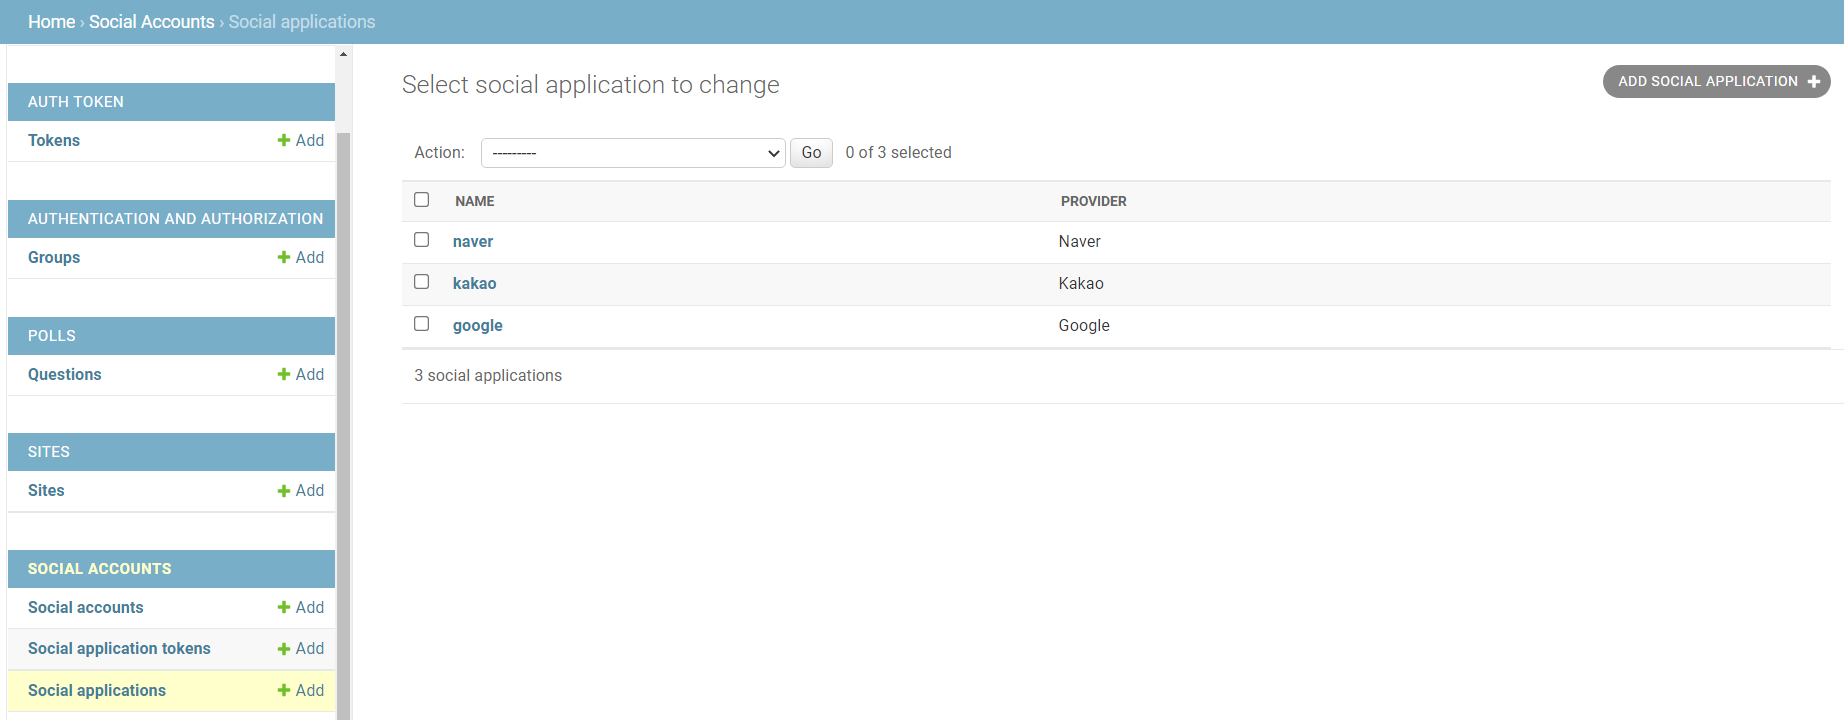 Home › Social Accounts › Social applications
AUTH TOKEN
Tokens Add
AUTHENTICATION AND AUTHORIZATION
Groups Add
POLLS
Questions Add
SITES
Sites Add
SOCIAL ACCOUNTS
Social accounts Add
Social application tokens Add
Social applications Add
Select social application to change
ADD SOCIAL APPLICATION
Action: --------- Go 0 of 3 selected
NAME PROVIDER
naver Naver
kakao Kakao
google Google
3 social applications